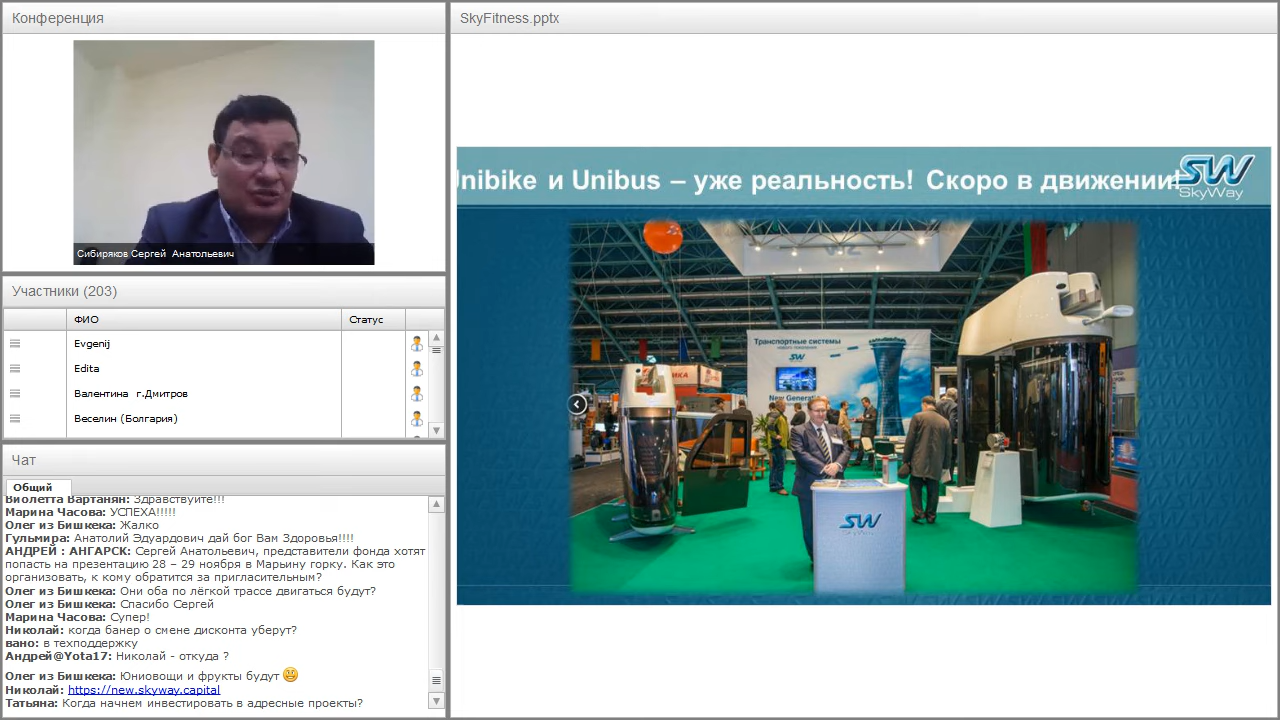 Конференция
Сибиряков Сергей Анатольевич
Участники (203)
ФИО
Статус
Evgenij
Edita
Валентина г.Дмитров
Веселин (Болгария)
Чат
Общий
Виолетта Вартанян: Здравствуйте!!!
Марина Часова: УСПЕХА!!!!!
Олег из Бишкека: Жалко
Гульмира: Анатолий Эдуардович дай бог Вам Здоровья!!!!
АНДРЕЙ : АНГАРСК: Сергей Анатольевич, представители фонда хотят
попасть на презентацию 28 – 29 ноября в Марьину горку. Как это
организовать, к кому обратится за пригласительным?
Олег из Бишкека: Они оба по лёгкой трассе двигаться будут?
Олег из Бишкека: Спасибо Сергей
Марина Часова: Супер!
Николай: когда банер о смене дисконта уберут?
вано: в техподдержку
Андрей@Yota17: Николай - откуда ?
Олег из Бишкека: Юниовощи и фрукты будут
Николай: https://new.skyway.capital
Татьяна: Когда начнем инвестировать в адресные проекты?
SkyFitness.pptx
Unibike и Unibus – уже реальность! Скоро в движении!
SW
SkyWay
Транспортные системы
нового поколения
SW
New Generation
SW
SkyWay